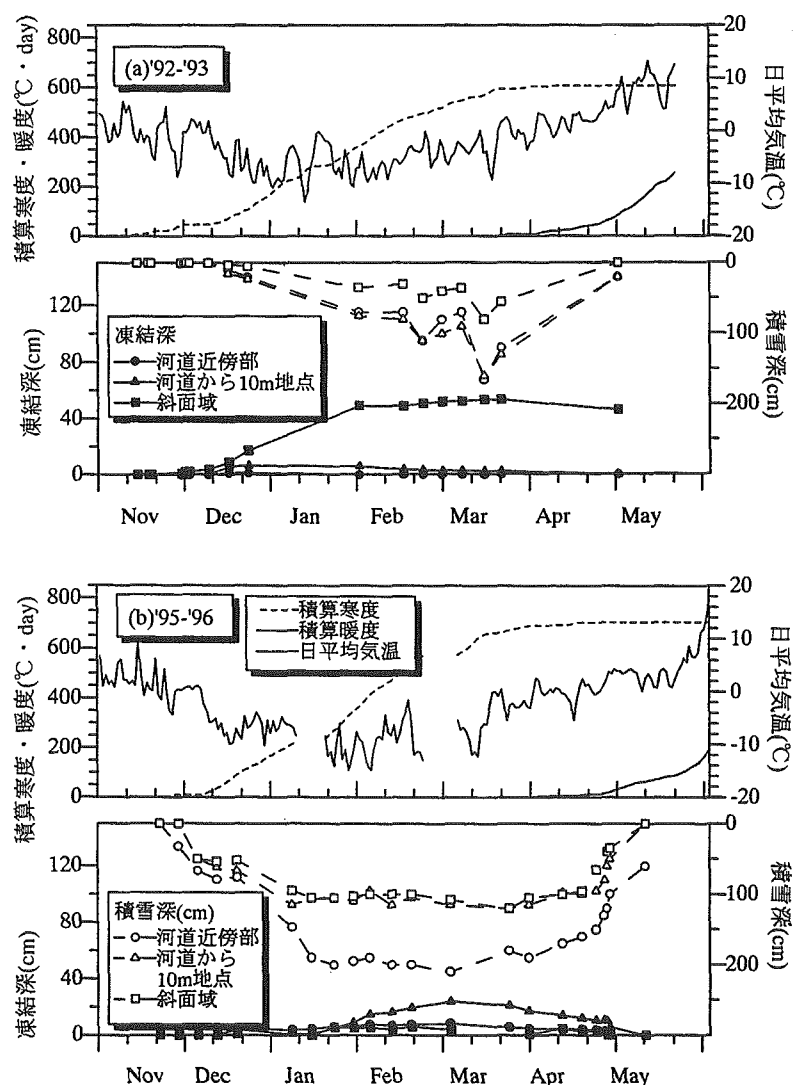 800
600
400
200
0
積算寒度・暖度(℃・day)
(a)'92-'93
20
10
0
-10
-20
日平均気温(℃)
120
80
40
0
凍結深(cm)
凍結深
河道近傍部
河道から10m地点
斜面域
0
100
200
積雪深(cm)
Nov Dec Jan Feb Mar Apr May
800
600
400
200
0
積算寒度・暖度(℃・day)
(b)'95-'96
積算寒度
積算暖度
日平均気温
20
10
0
-10
-20
日平均気温(℃)
120
80
40
0
凍結深(cm)
積雪深(cm)
河道近傍部
河道から
10m地点
斜面域
0
100
200
積雪深(cm)
Nov Dec Jan Feb Mar Apr May